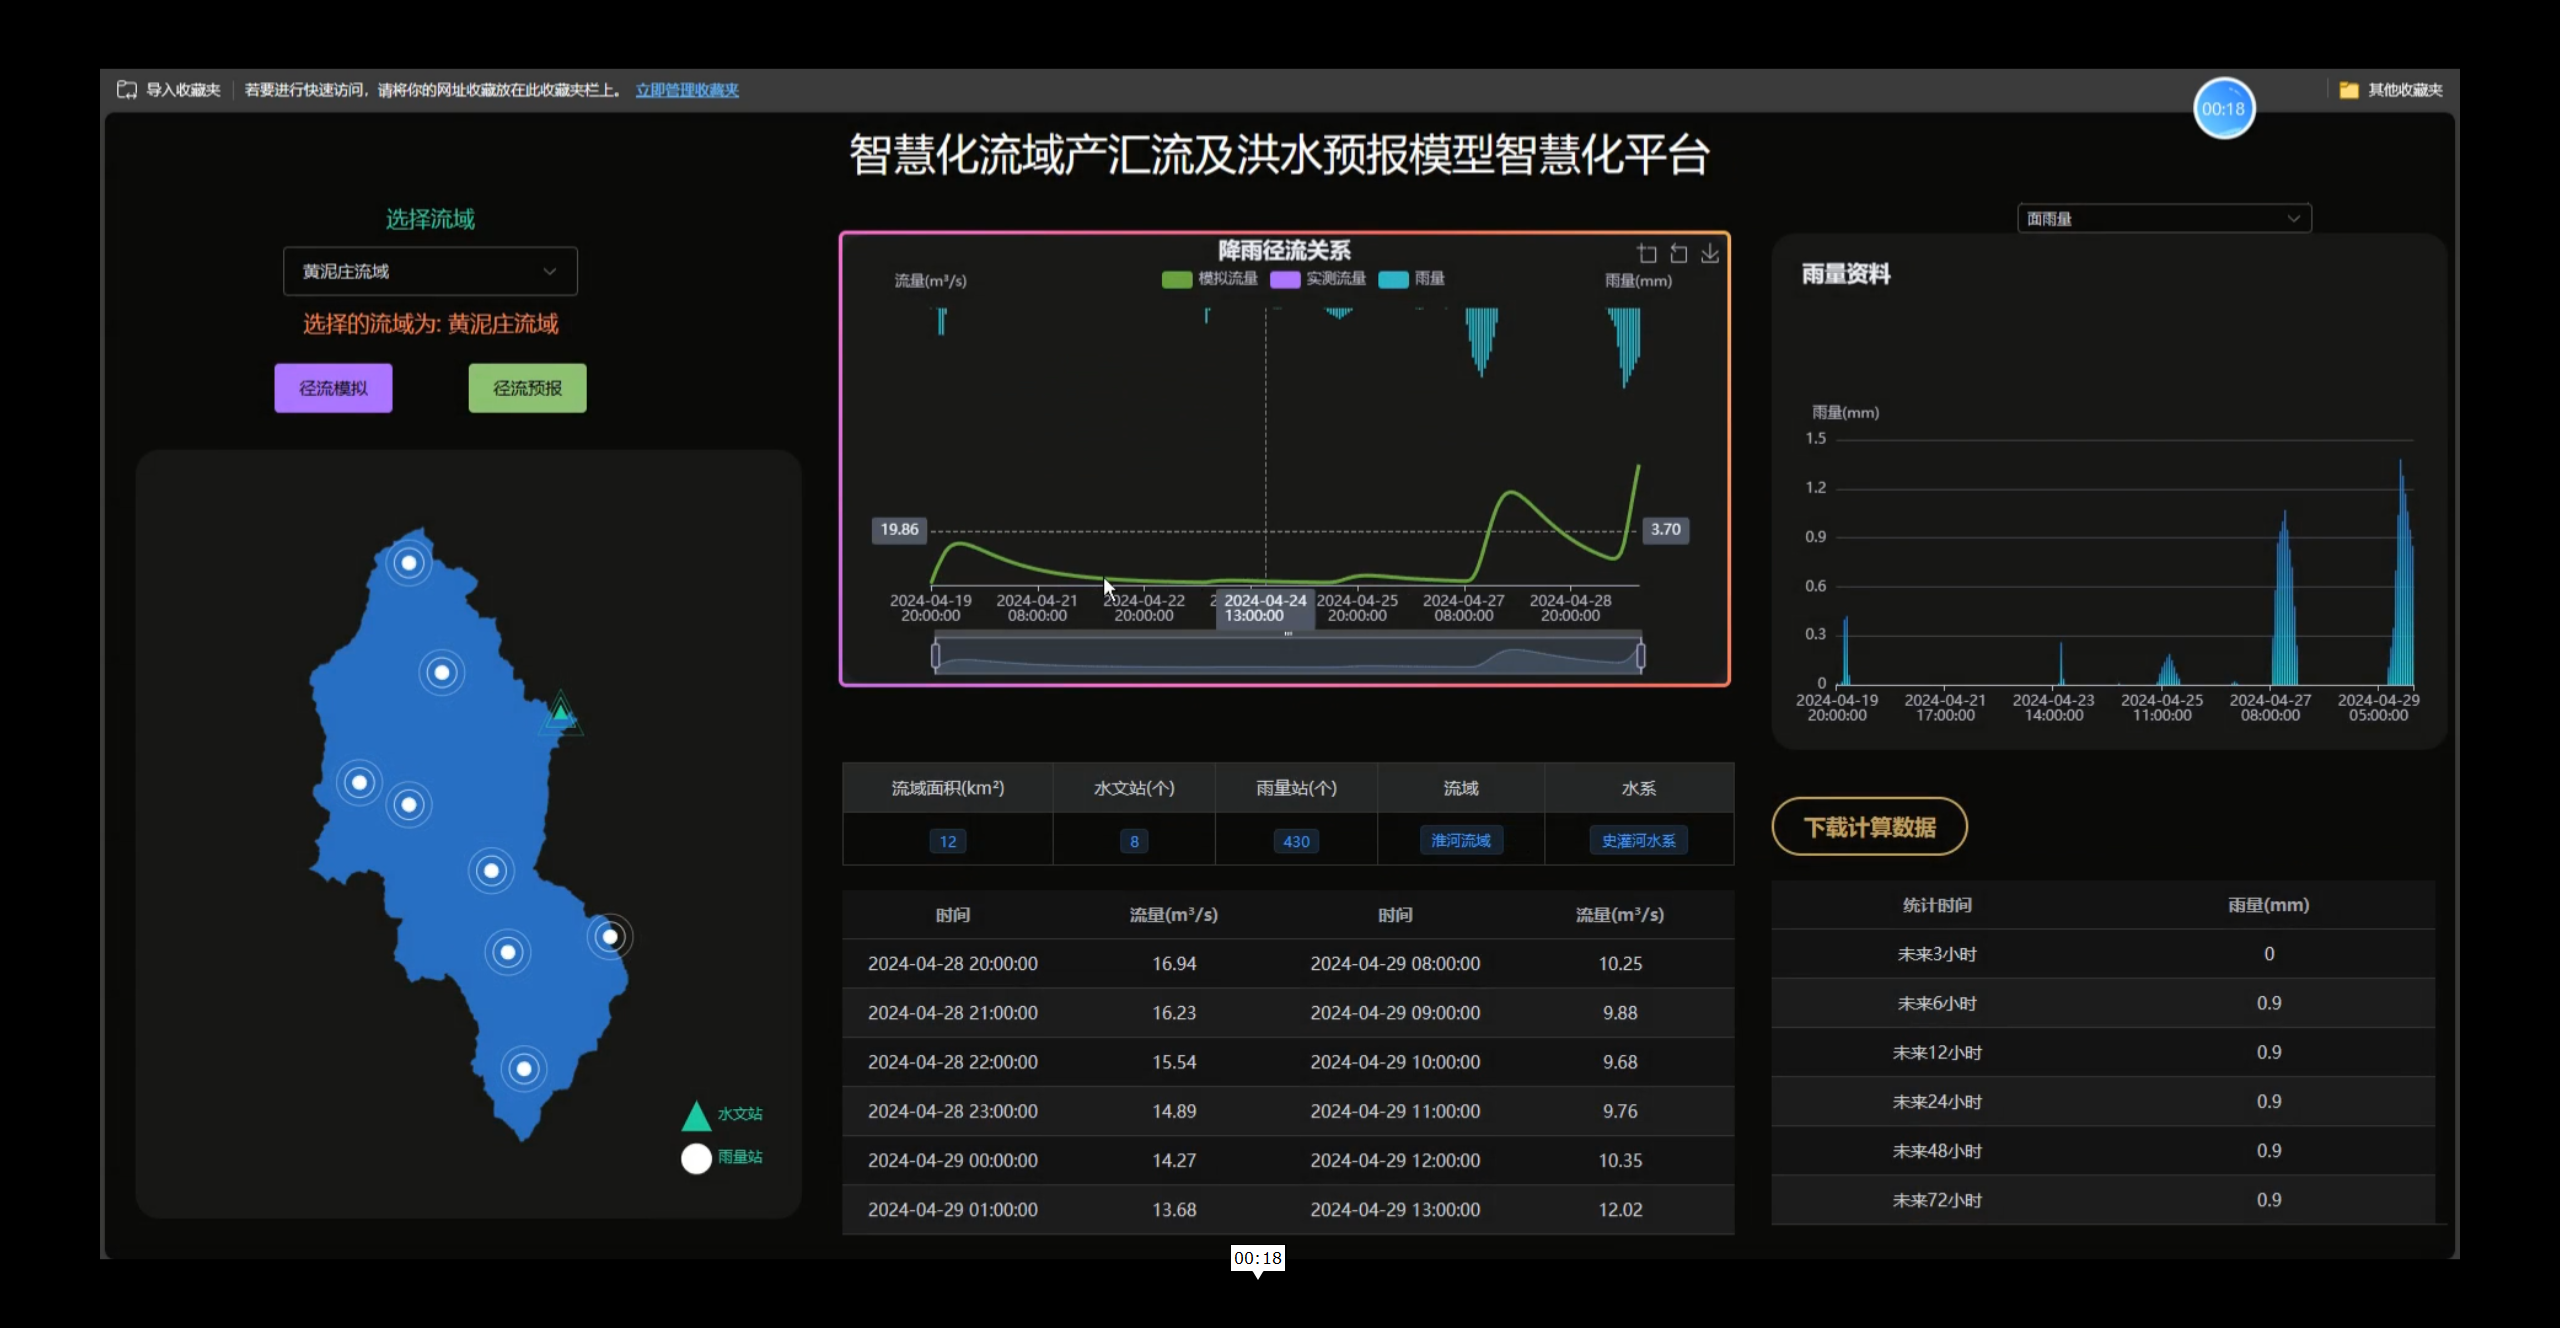 导入收藏夹 若要进行快速访问，请将你的网址收藏放在此收藏夹栏上。 立即管理收藏夹
00:18
其他收藏夹
智慧化流域产汇流及洪水预报模型智慧化平台
选择流域
黄泥庄流域
选择的流域为: 黄泥庄流域
径流模拟 径流预报
水文站
雨量站
降雨径流关系
流量(m³/s) 模拟流量 实测流量 雨量 雨量(mm)
19.86 3.70
2024-04-19 2024-04-21 2024-04-22 2 2024-04-24 2024-04-25 2024-04-27 2024-04-28
20:00:00 08:00:00 20:00:00 13:00:00 20:00:00 08:00:00 20:00:00
流域面积(km²) 水文站(个) 雨量站(个) 流域 水系
12 8 430 淮河流域 史灌河水系
时间 流量(m³/s) 时间 流量(m³/s)
2024-04-28 20:00:00 16.94 2024-04-29 08:00:00 10.25
2024-04-28 21:00:00 16.23 2024-04-29 09:00:00 9.88
2024-04-28 22:00:00 15.54 2024-04-29 10:00:00 9.68
2024-04-28 23:00:00 14.89 2024-04-29 11:00:00 9.76
2024-04-29 00:00:00 14.27 2024-04-29 12:00:00 10.35
2024-04-29 01:00:00 13.68 2024-04-29 13:00:00 12.02
面雨量
雨量资料
雨量(mm)
1.5
1.2
0.9
0.6
0.3
0
2024-04-19 2024-04-21 2024-04-23 2024-04-25 2024-04-27 2024-04-29
20:00:00 17:00:00 14:00:00 11:00:00 08:00:00 05:00:00
下载计算数据
统计时间 雨量(mm)
未来3小时 0
未来6小时 0.9
未来12小时 0.9
未来24小时 0.9
未来48小时 0.9
未来72小时 0.9
00:18